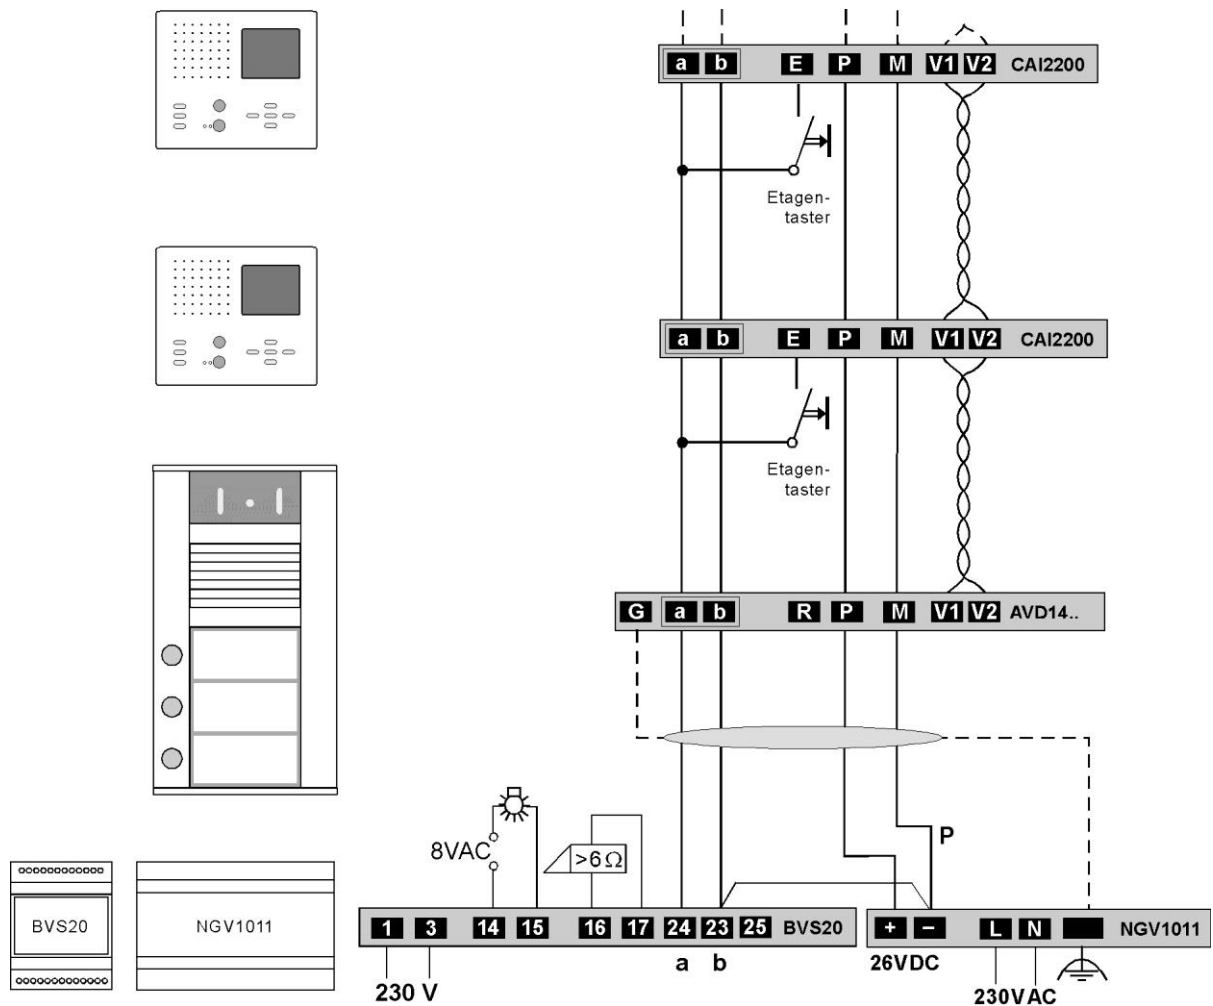 a b E P M V1 V2 CAI2200
Etagen-
taster
a b E P M V1 V2 CAI2200
Etagen-
taster
G a b R P M V1 V2 AVD14..
P
8VAC
>6Ω
BVS20
NGV1011
1 3 14 15 16 17 24 23 25 BVS20
+ – L N NGV1011
a b
26VDC
230 V
230VAC